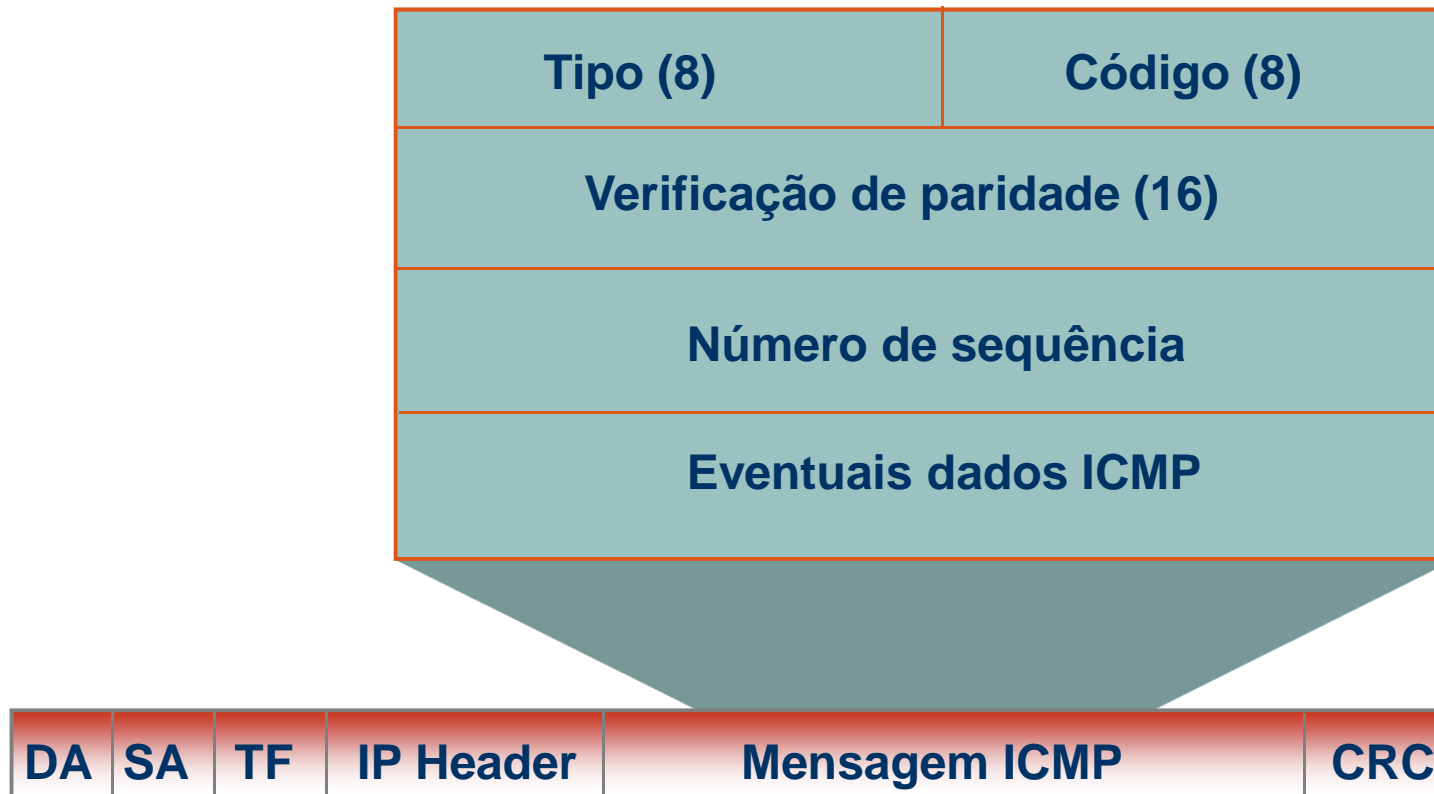 Tipo (8) Código (8)
Verificação de paridade (16)
Número de sequência
Eventuais dados ICMP
DA SA TF IP Header Mensagem ICMP CRC